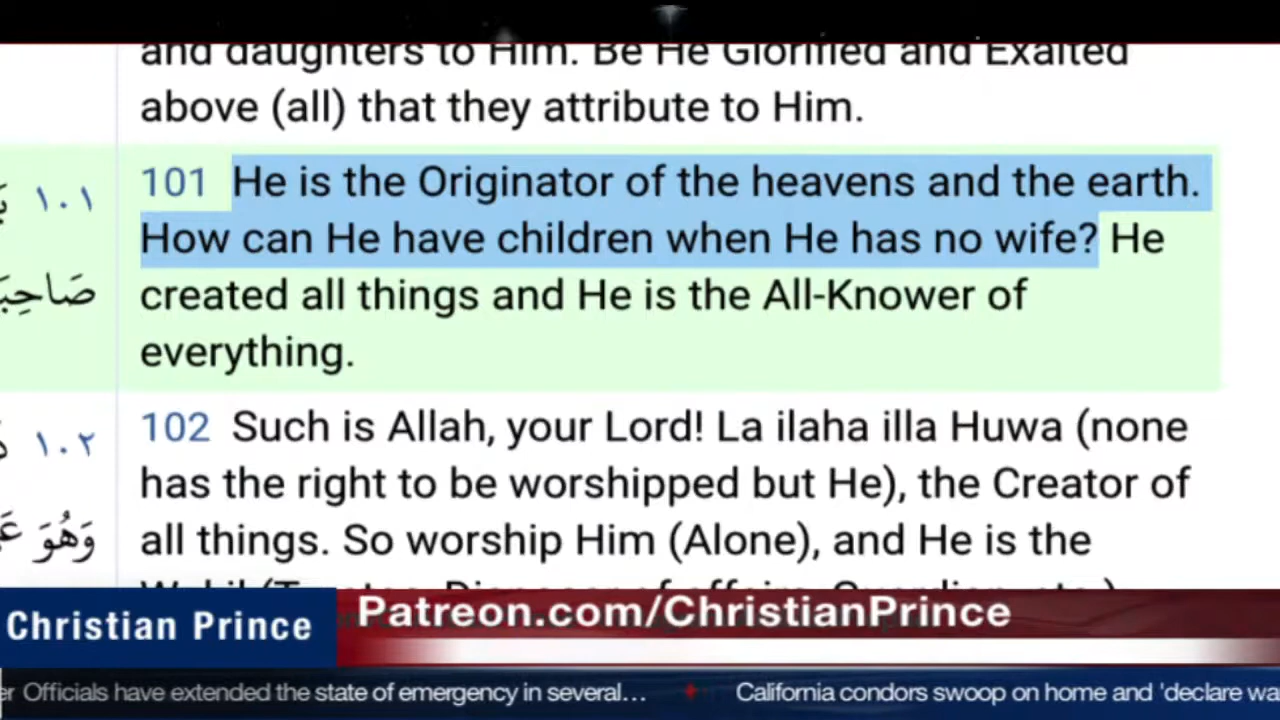 and daughters to Him. Be He Glorified and Exalted
above (all) that they attribute to Him.
١٠١
101 He is the Originator of the heavens and the earth.
How can He have children when He has no wife? He
صَاحِبَ
created all things and He is the All-Knower of
everything.
١٠٢
102 Such is Allah, your Lord! La ilaha illa Huwa (none
has the right to be worshipped but He), the Creator of
وَهُوَ
all things. So worship Him (Alone), and He is the
Christian Prince
Patreon.com/ChristianPrince
Officials have extended the state of emergency in several...
California condors swoop on home and 'declare wa